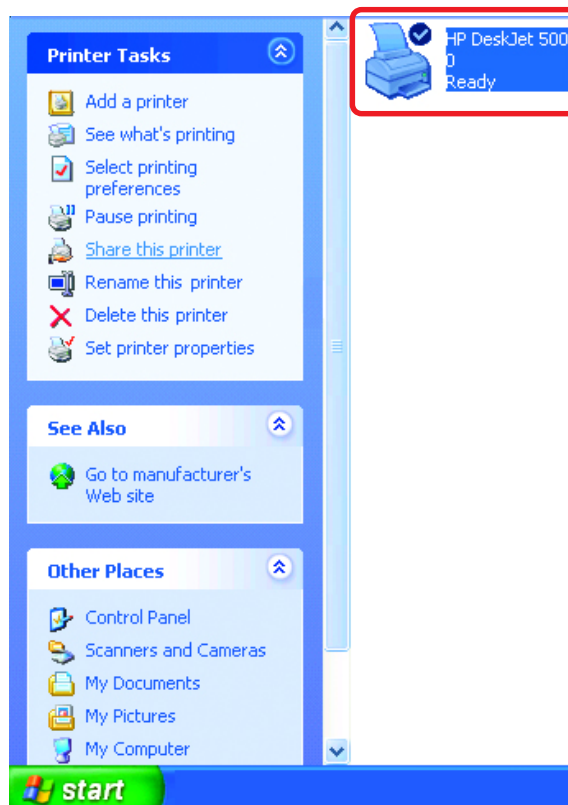 Printer Tasks
Add a printer
See what's printing
Select printing
preferences
Pause printing
Share this printer
Rename this printer
Delete this printer
Set printer properties
See Also
Go to manufacturer's
Web site
Other Places
Control Panel
Scanners and Cameras
My Documents
My Pictures
My Computer
HP DeskJet 500
0
Ready
start